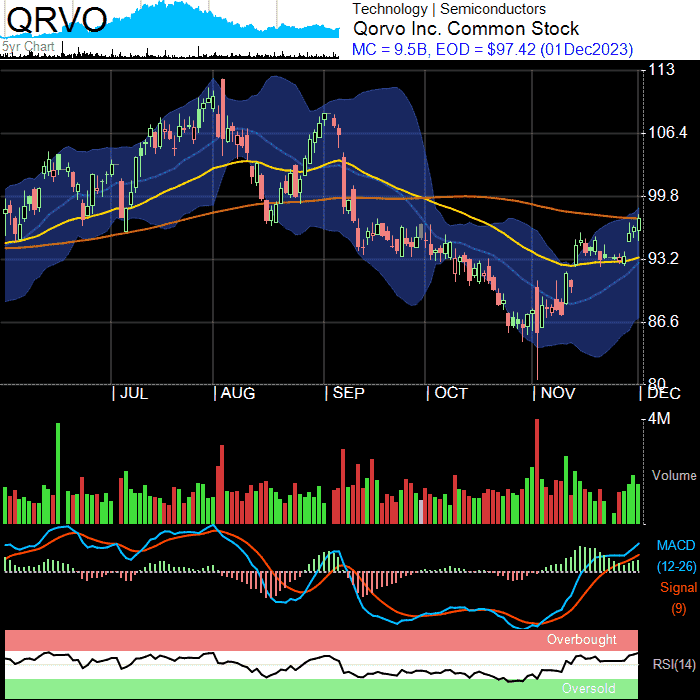 QRVO
5yr Chart
Technology | Semiconductors
Qorvo Inc. Common Stock
MC = 9.5B, EOD = $97.42 (01Dec2023)
113
106.4
99.8
93.2
86.6
80
| JUL | AUG | SEP | OCT | NOV | DEC
4M
Volume
MACD
(12-26)
Signal
(9)
Overbought
RSI(14)
Oversold